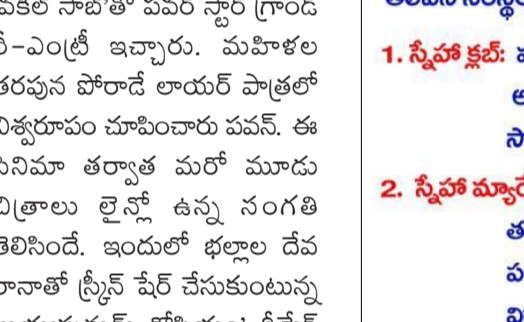 వకీల్ సాబ్'తో పవర్ స్టార్ గ్రాండ్
రీ-ఎంట్రీ ఇచ్చారు. మహిళల
తరపున పోరాడే లాయర్ పాత్రలో
విశ్వరూపం చూపించారు పవన్. ఈ
సినిమా తర్వాత మరో మూడు
చిత్రాలు లైన్లో ఉన్న సంగతి
తెలిసిందే. ఇందులో భల్లాల దేవ
రానాతో స్క్రీన్ షేర్ చేసుకుంటున్న
1. స్నేహా క్లబ్:
2. స్నేహా